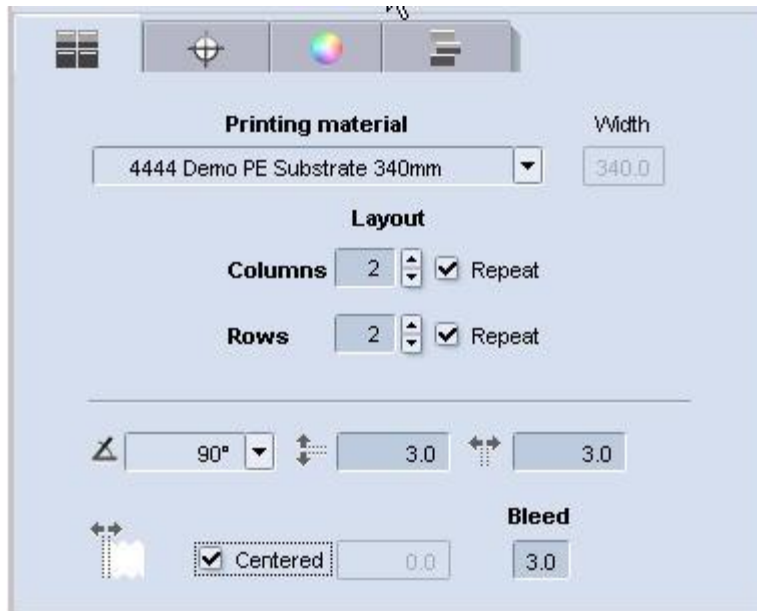 Printing material Width
4444 Demo PE Substrate 340mm 340.0
Layout
Columns 2 Repeat
Rows 2 Repeat
90° 3.0 3.0
Bleed
Centered 0.0 3.0